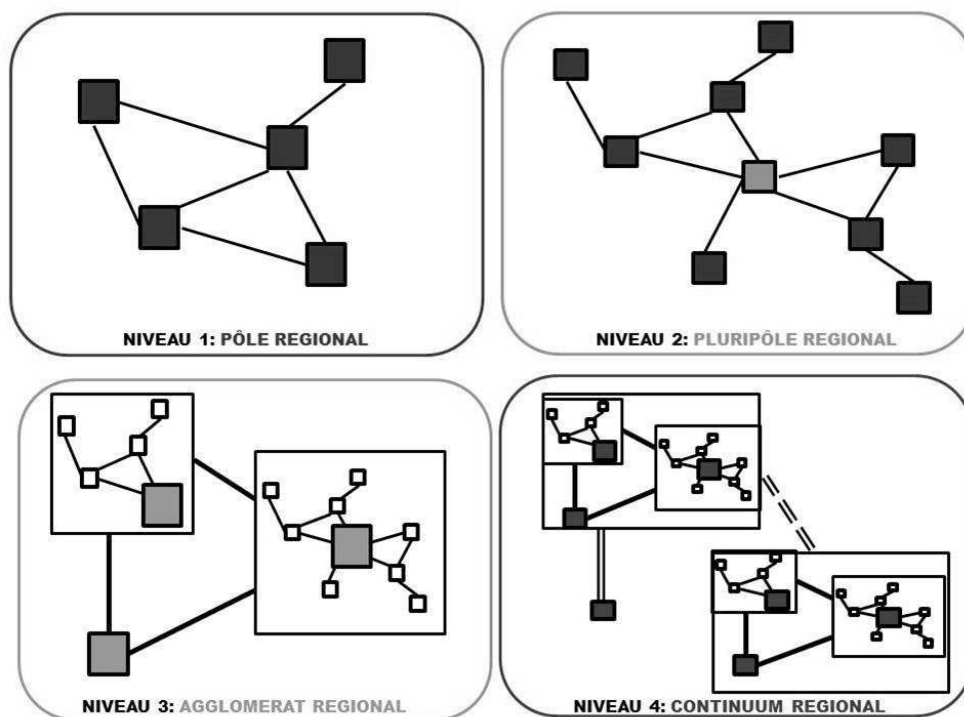 NIVEAU 1: PÔLE REGIONAL
NIVEAU 2: PLURIPÔLE REGIONAL
NIVEAU 3: AGGLOMERAT REGIONAL
NIVEAU 4: CONTINUUM REGIONAL